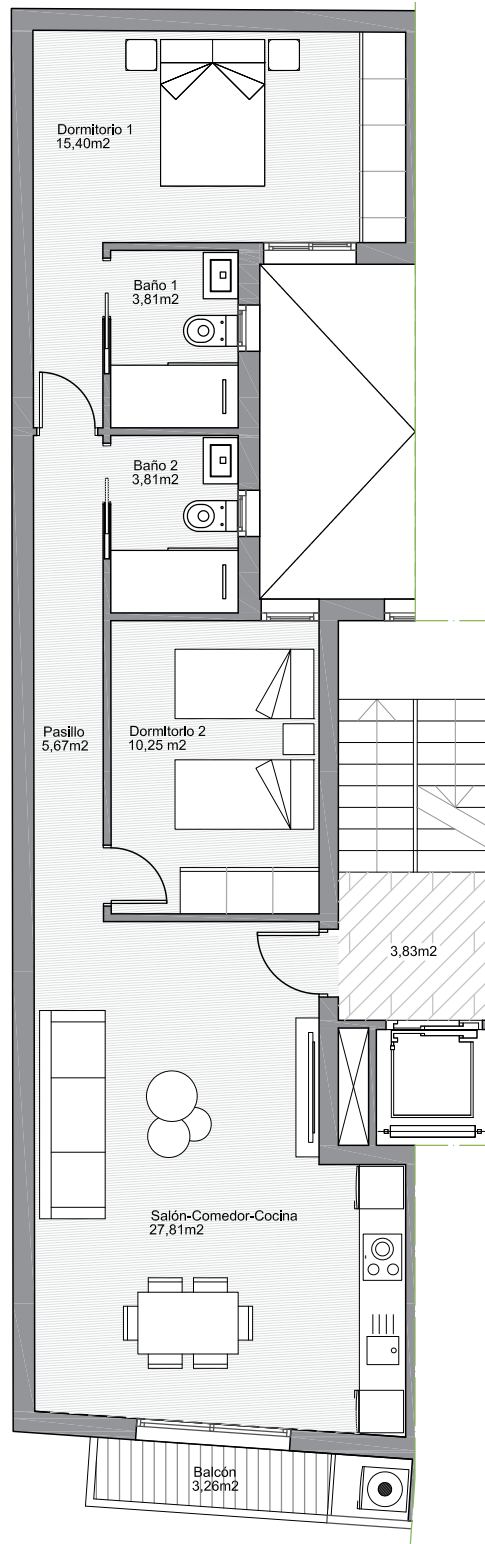 Dormitorio 1
15,40m2
Baño 1
3,81m2
Baño 2
3,81m2
Pasillo
5,67m2
Dormitorio 2
10,25 m2
3,83m2
Salón-Comedor-Cocina
27,81m2
Balcón
3,26m2